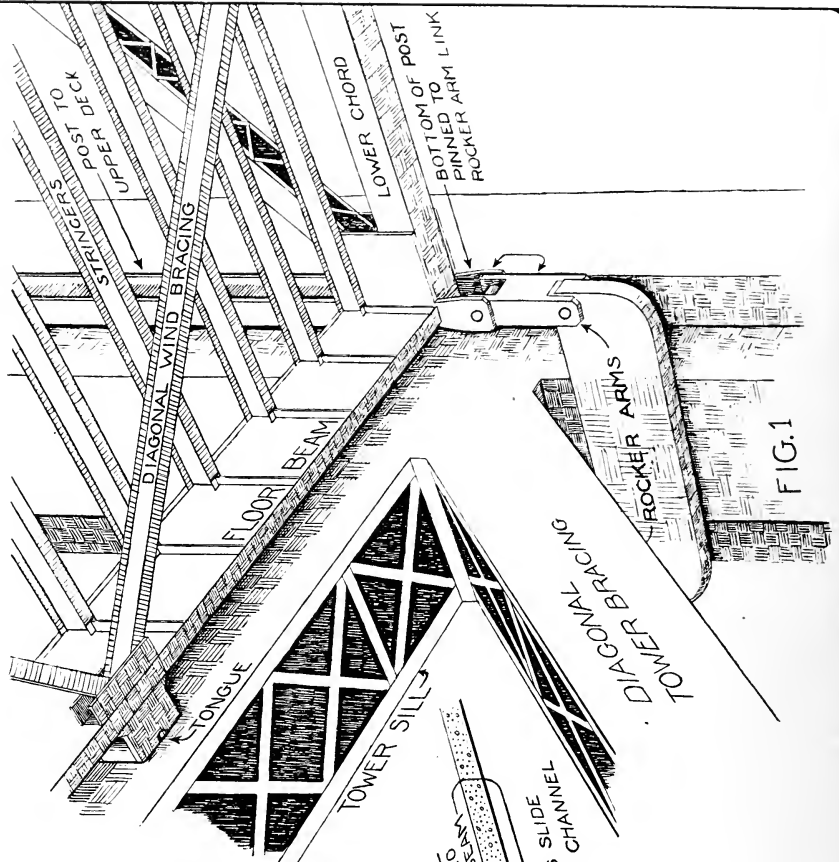 POST TO
UPPER DECK
STRINGERS
DIAGONAL WIND BRACING
LOWER CHORD
BOTTOM OF POST
PINNED TO
ROCKER ARM LINK
FLOOR BEAM
ROCKER ARMS
TONGUE
TOWER SILL
DIAGONAL
TOWER BRACING
TO
SLIDE
CHANNEL
FIG.1